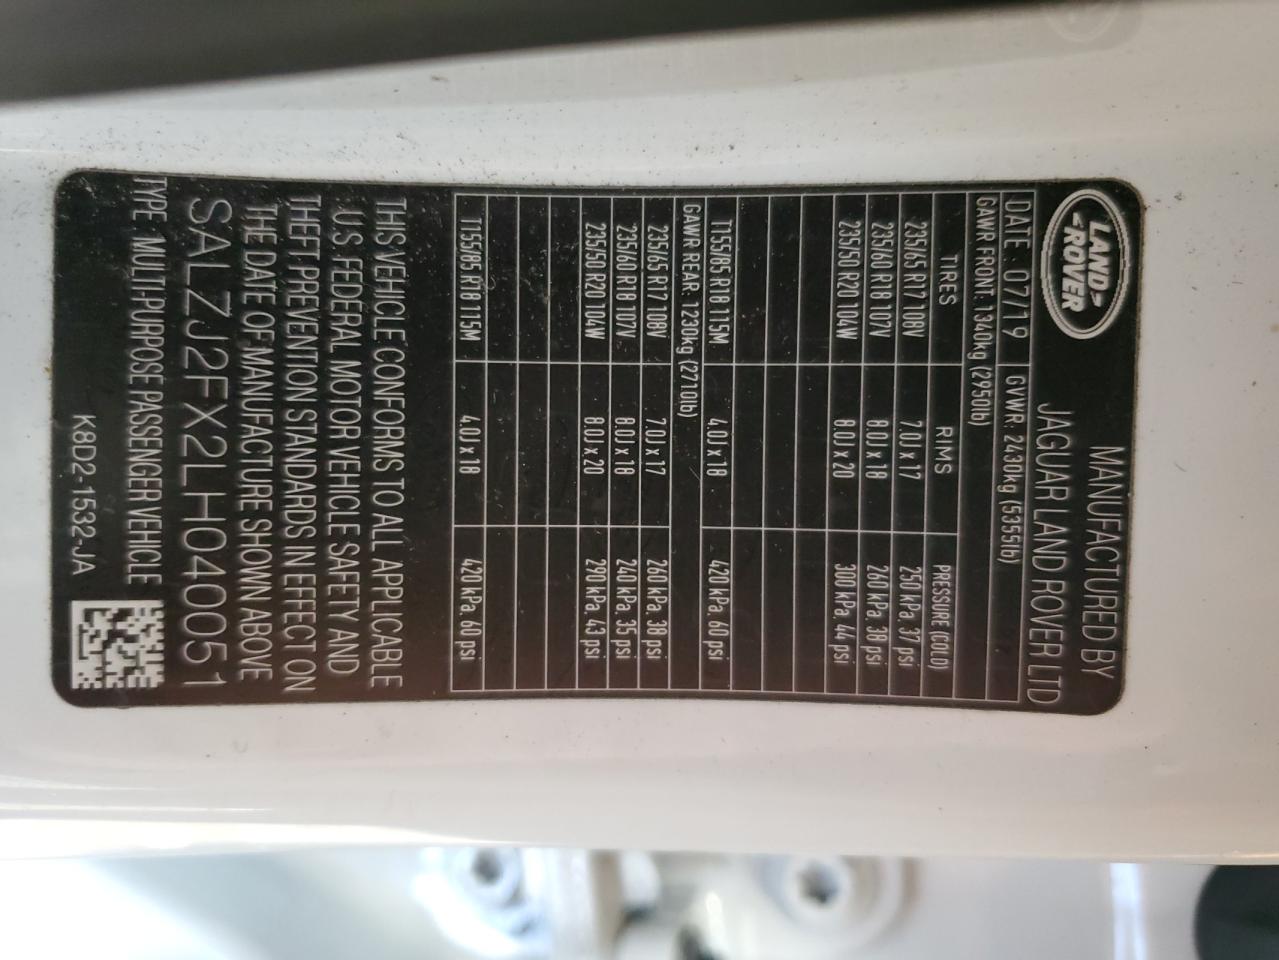 LAND
ROVER
MANUFACTURED BY
JAGUAR LAND ROVER LTD
DATE : 07/19 GVWR: 2430kg (5355lb)
GAWR FRONT: 1340kg (2950lb)
TIRES RIMS PRESSURE (COLD)
235/65 R17 108V 7.0J x 17 250 kPa, 37 psi
235/60 R18 107V 8.0J x 18 260 kPa, 38 psi
235/50 R20 104W 8.0J x 20 300 kPa, 44 psi
T155/85 R18 115M 4.0J x 18 420 kPa, 60 psi
GAWR REAR: 1230kg (2710lb)
235/65 R17 108V 7.0J x 17 260 kPa, 38 psi
235/60 R18 107V 8.0J x 18 240 kPa, 35 psi
235/50 R20 104W 8.0J x 20 290 kPa, 43 psi
T155/85 R18 115M 4.0J x 18 420 kPa, 60 psi
THIS VEHICLE CONFORMS TO ALL APPLICABLE
U.S. FEDERAL MOTOR VEHICLE SAFETY AND
THEFT PREVENTION STANDARDS IN EFFECT ON
THE DATE OF MANUFACTURE SHOWN ABOVE
SALZJ2FX2LH040051
TYPE : MULTI-PURPOSE PASSENGER VEHICLE
K8D2-1532-JA